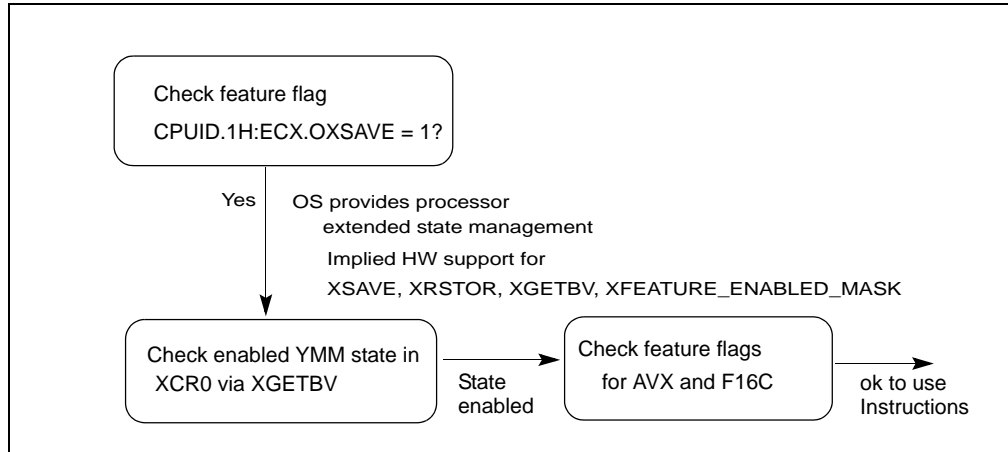 Check feature flag
CPUID.1H:ECX.OXSAVE = 1?
Yes
OS provides processor
extended state management
Implied HW support for
XSAVE, XRSTOR, XGETBV, XFEATURE_ENABLED_MASK
Check enabled YMM state in
XCR0 via XGETBV
State
enabled
Check feature flags
for AVX and F16C
ok to use
Instructions